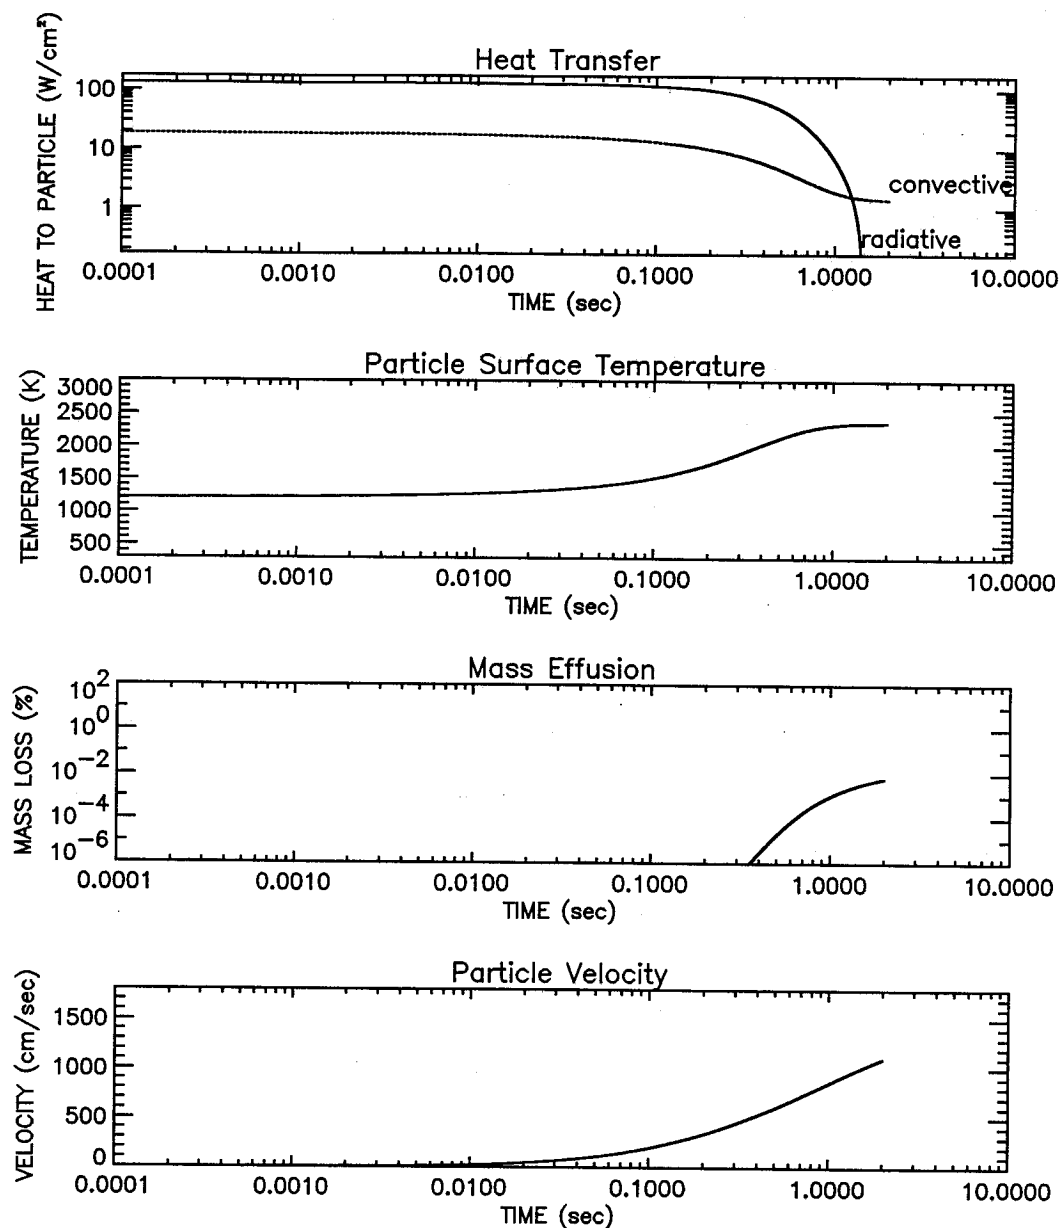 Heat Transfer
HEAT TO PARTICLE (W/cm²)
100
10
1
convective
radiative
0.0001 0.0010 0.0100 0.1000 1.0000 10.0000
TIME (sec)
Particle Surface Temperature
TEMPERATURE (K)
3000
2500
2000
1500
1000
500
0.0001 0.0010 0.0100 0.1000 1.0000 10.0000
TIME (sec)
Mass Effusion
MASS LOSS (%)
10²
10⁰
10⁻²
10⁻⁴
10⁻⁶
0.0001 0.0010 0.0100 0.1000 1.0000 10.0000
TIME (sec)
Particle Velocity
VELOCITY (cm/sec)
1500
1000
500
0
0.0001 0.0010 0.0100 0.1000 1.0000 10.0000
TIME (sec)